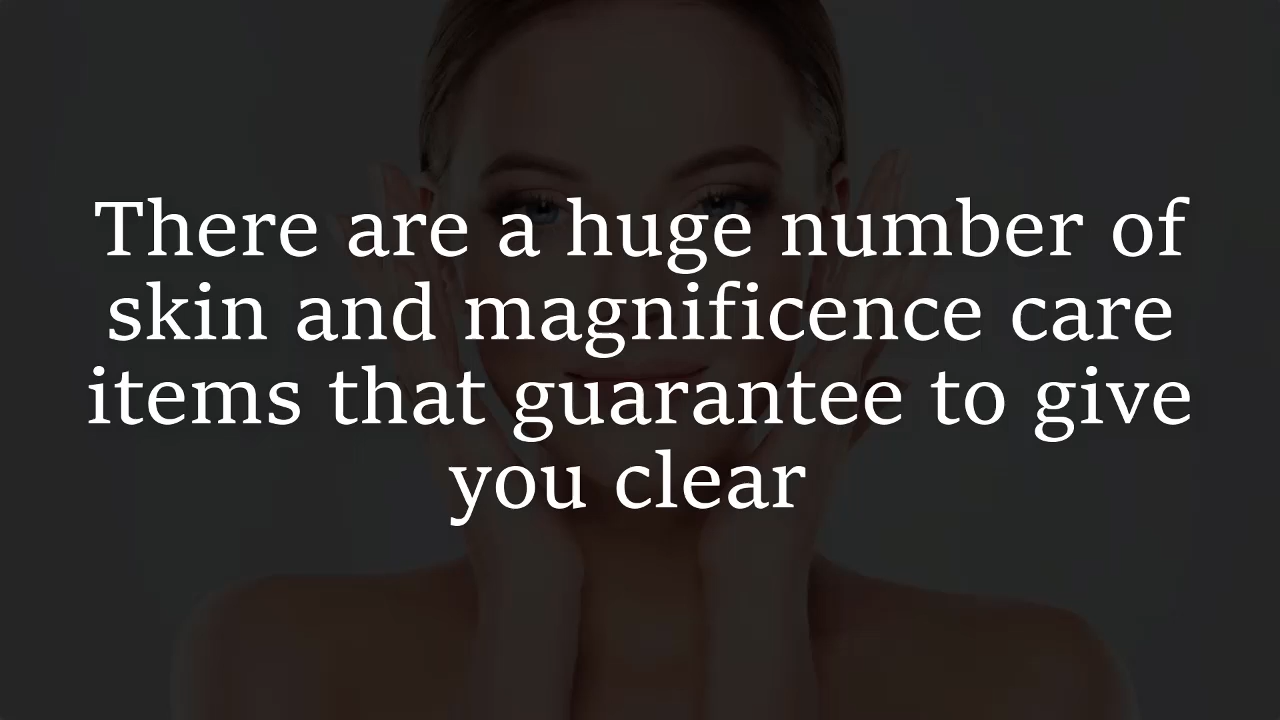 There are a huge number of
skin and magnificence care
items that guarantee to give
you clear